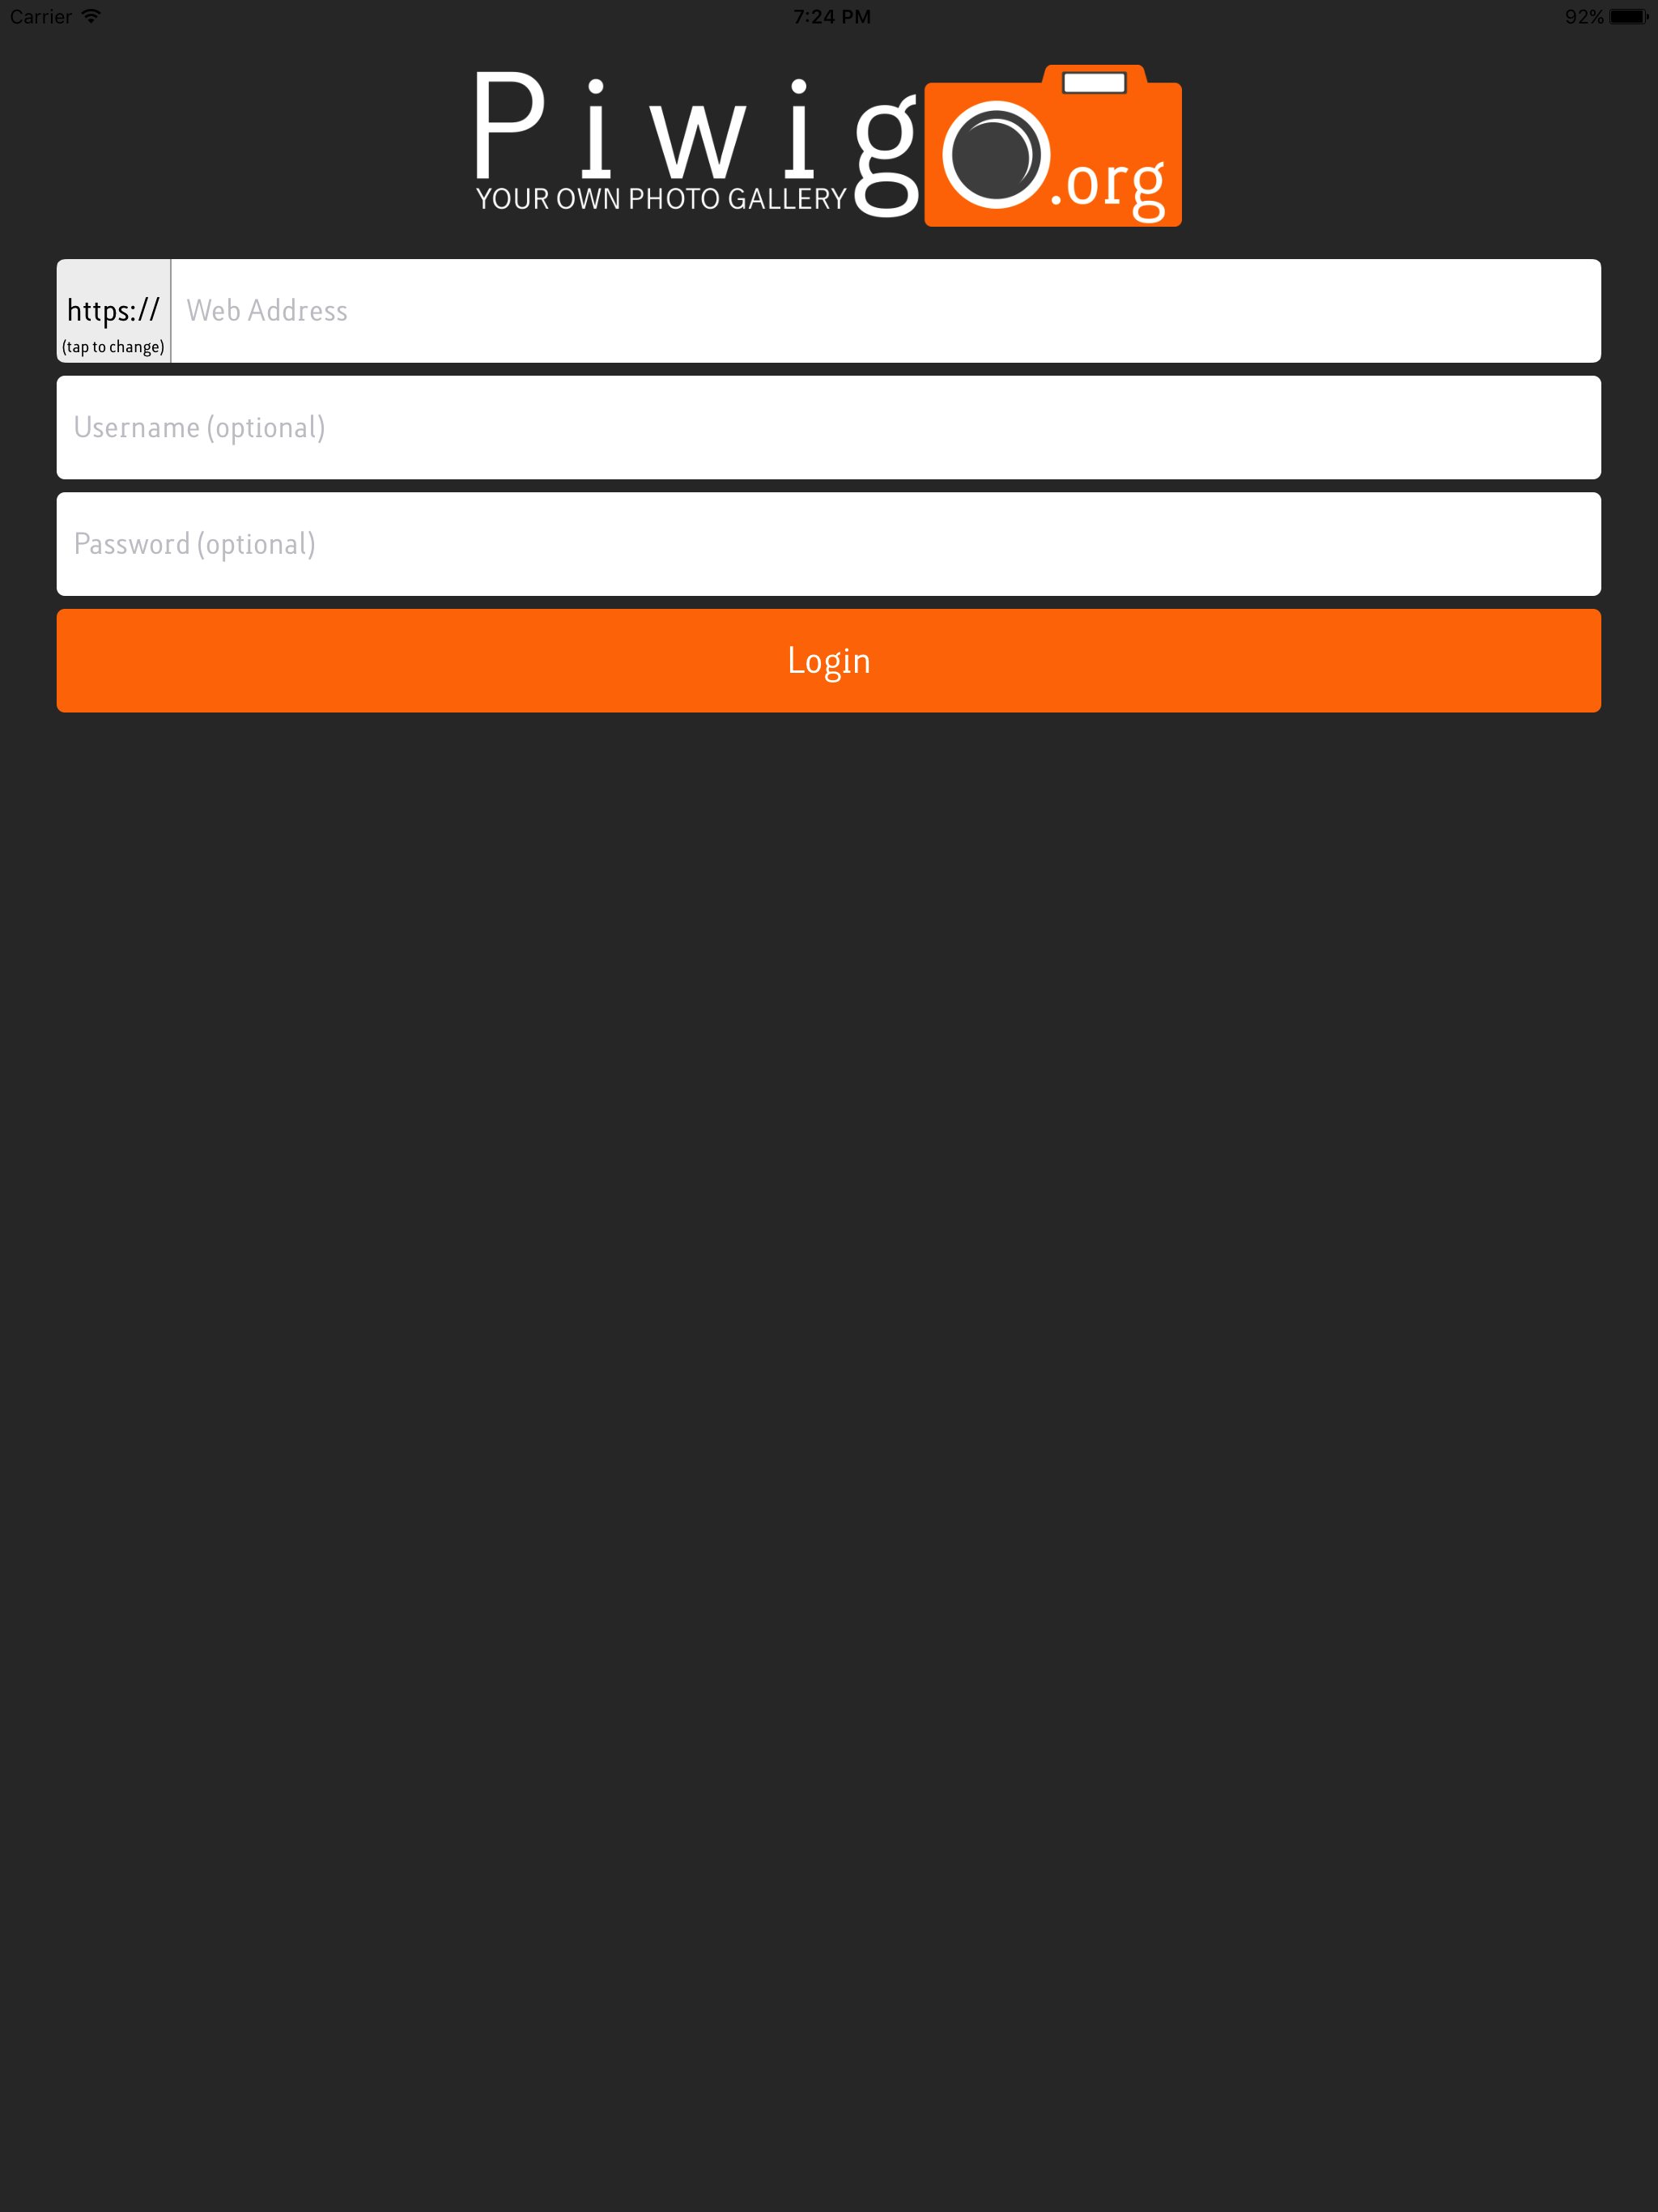 Carrier 7:24 PM 92%
Piwigo.org
YOUR OWN PHOTO GALLERY
https:// Web Address
(tap to change)
Username (optional)
Password (optional)
Login